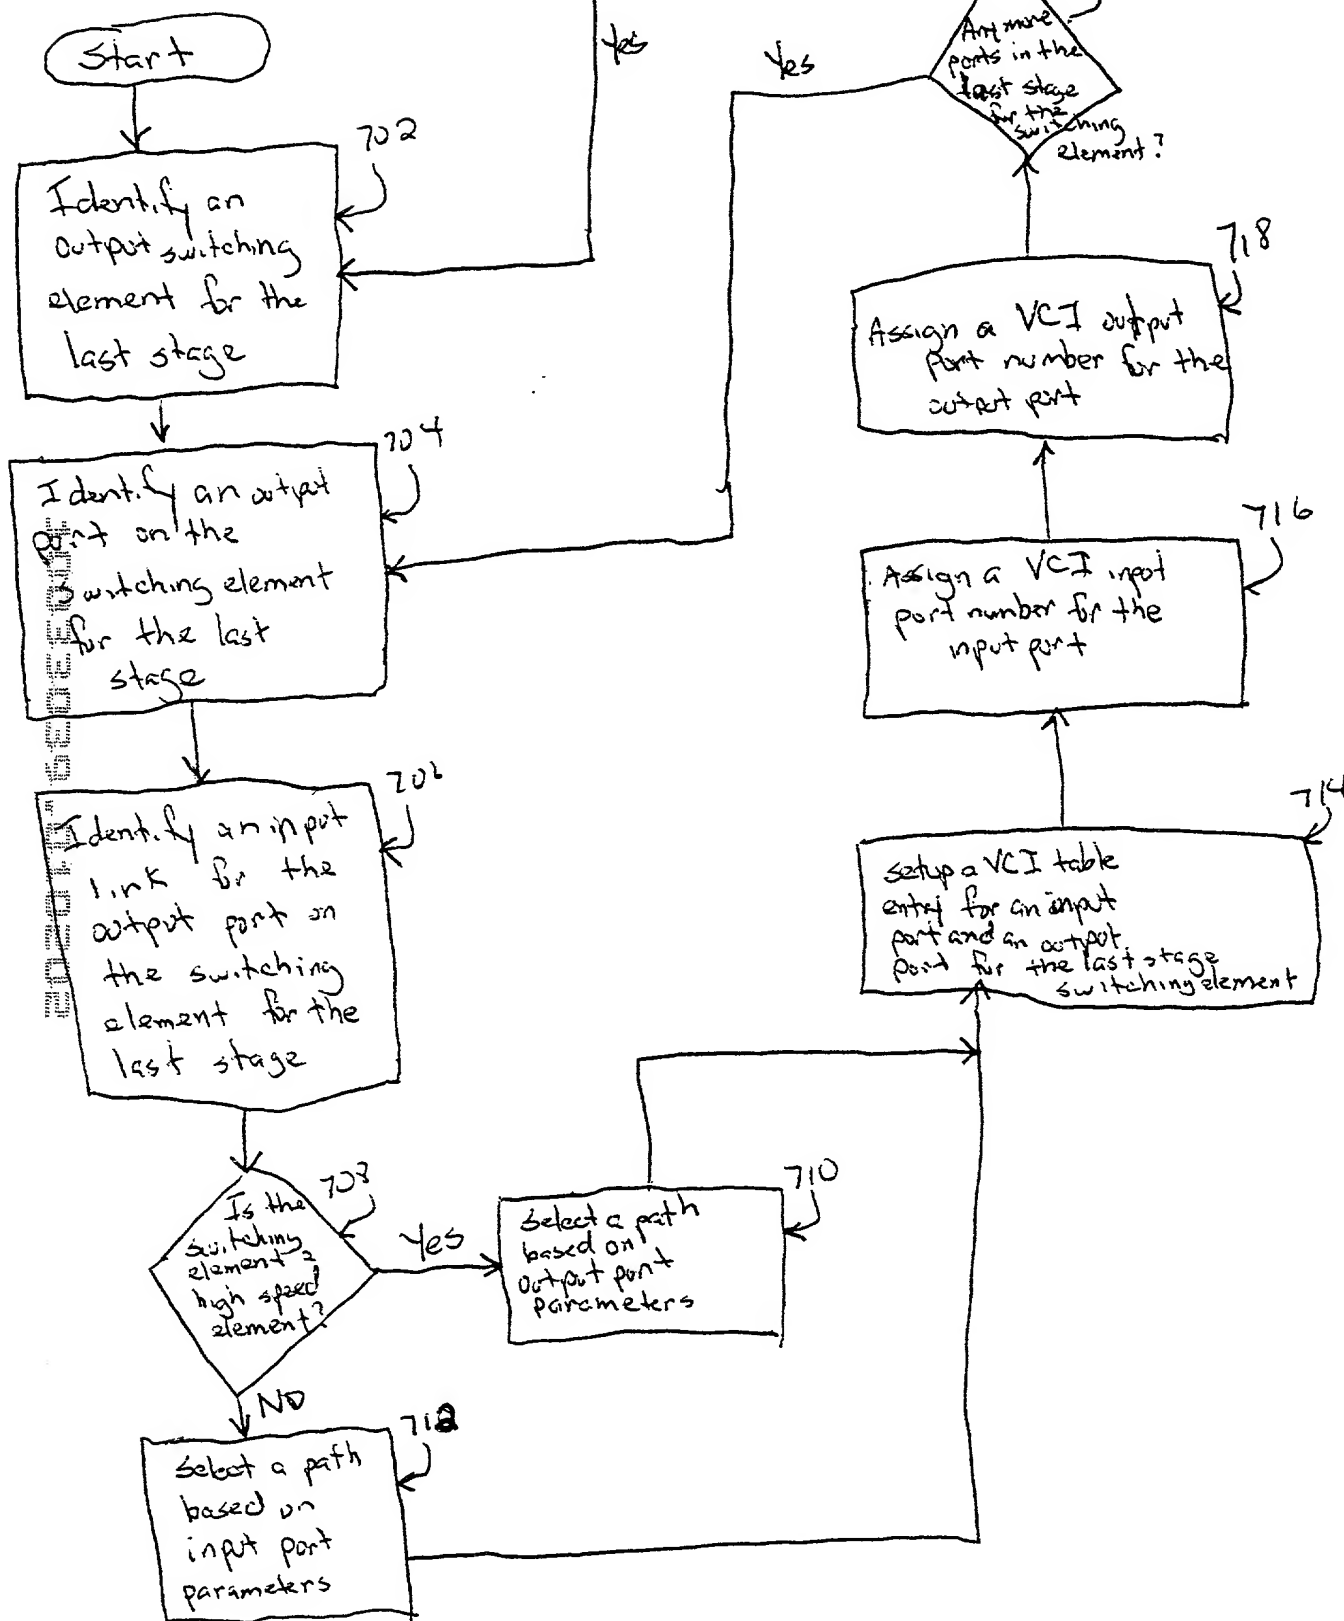 Start
702
Identify an
output switching
element for the
last stage
Yes
704
Identify an output
port on the
switching element
for the last
stage
706
Identify an input
link for the
output port on
the switching
element for the
last stage
708
Is the
switching
element a
high speed
element?
Yes
710
Select a path
based on
output port
parameters
NO
712
Select a path
based on
input port
parameters
714
setup a VCI table
entry for an input
port and an output
port for the last stage
switching element
716
Assign a VCI input
port number for the
input port
718
Assign a VCI output
port number for the
output port
Any more
ports in the
last stage
for the
switching
element?
Yes